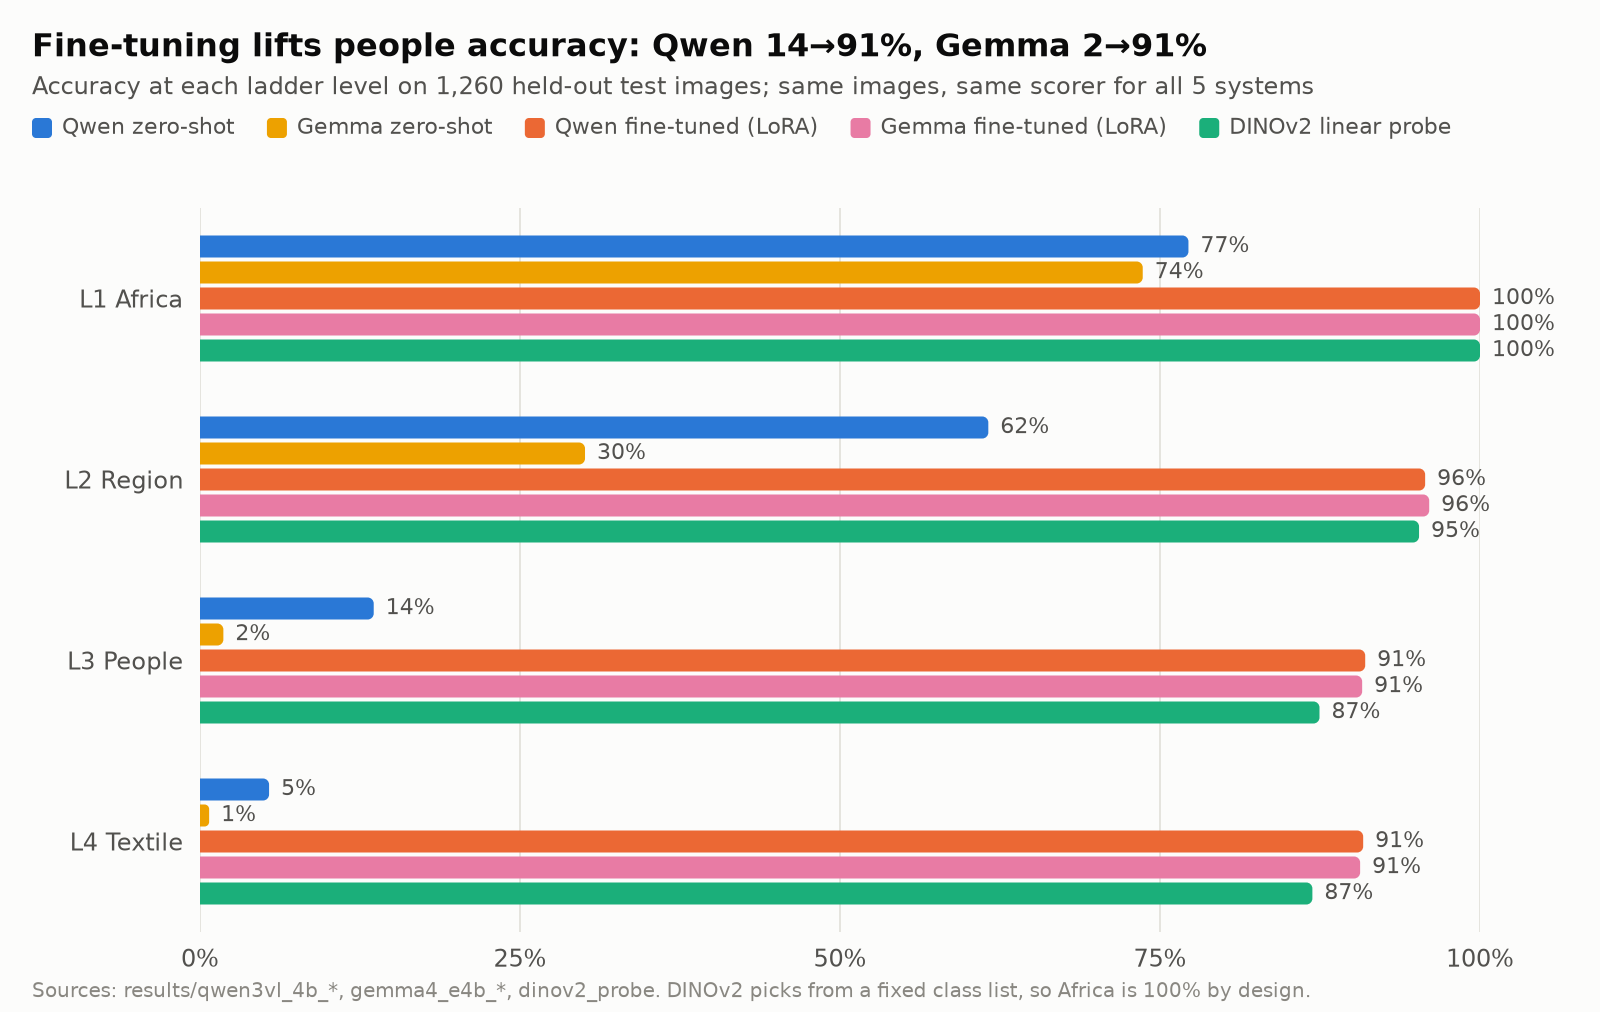 Fine-tuning lifts people accuracy: Qwen 14→91%, Gemma 2→91%
Accuracy at each ladder level on 1,260 held-out test images; same images, same scorer for all 5 systems
Qwen zero-shot Gemma zero-shot Qwen fine-tuned (LoRA) Gemma fine-tuned (LoRA) DINOv2 linear probe
77%
74%
L1 Africa
100%
100%
100%
62%
30%
L2 Region
96%
96%
95%
14%
2%
L3 People
91%
91%
87%
5%
1%
L4 Textile
91%
91%
87%
0% 25% 50% 75% 100%
Sources: results/qwen3vl_4b_*, gemma4_e4b_*, dinov2_probe. DINOv2 picks from a fixed class list, so Africa is 100% by design.